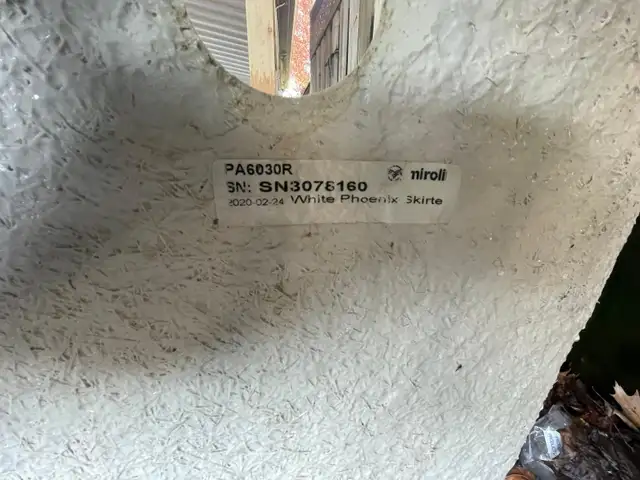 PA6030R
niroli
SN: SN3078160
2020-02-24 White Phoenix Skirte